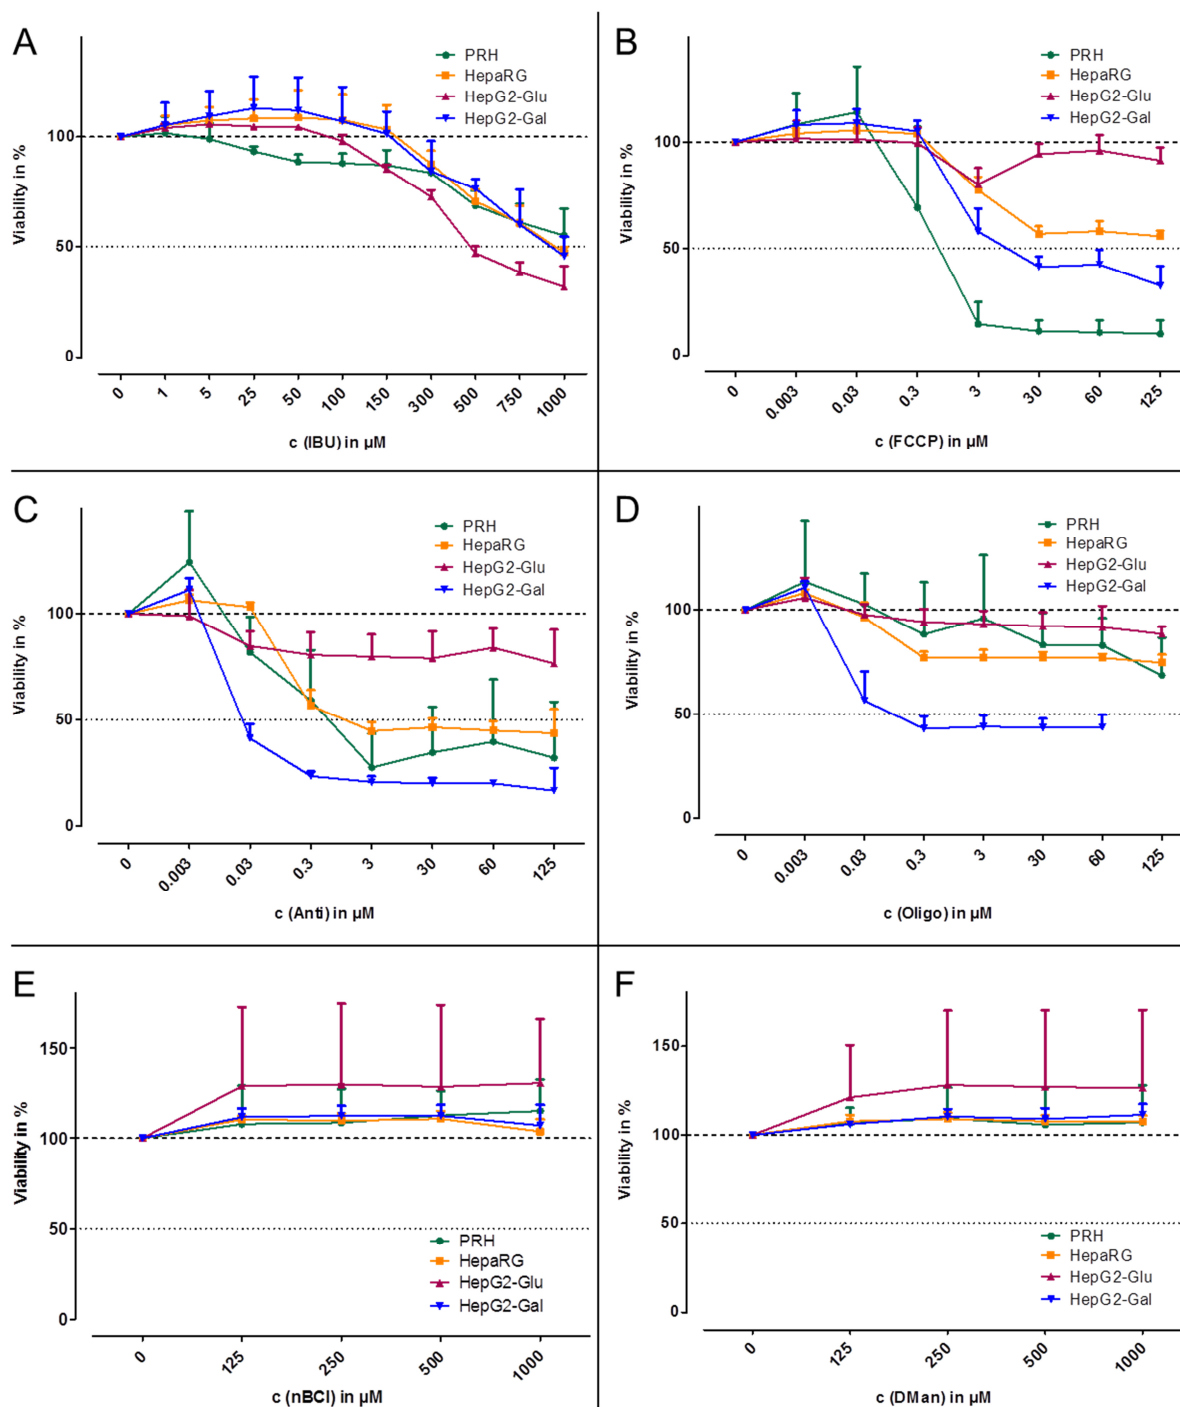 A
PRH
HepaRG
HepG2-Glu
HepG2-Gal
Viability in %
100
50
0
0 1 5 25 50 100 150 300 500 750 1000
c (IBU) in µM
B
PRH
HepaRG
HepG2-Glu
HepG2-Gal
Viability in %
100
50
0
0 0.003 0.03 0.3 3 30 60 125
c (FCCP) in µM
C
PRH
HepaRG
HepG2-Glu
HepG2-Gal
Viability in %
100
50
0
0 0.003 0.03 0.3 3 30 60 125
c (Anti) in µM
D
PRH
HepaRG
HepG2-Glu
HepG2-Gal
Viability in %
100
50
0
0 0.003 0.03 0.3 3 30 60 125
c (Oligo) in µM
E
Viability in %
150
100
50
0
PRH
HepaRG
HepG2-Glu
HepG2-Gal
0 125 250 500 1000
c (nBCl) in µM
F
Viability in %
150
100
50
0
PRH
HepaRG
HepG2-Glu
HepG2-Gal
0 125 250 500 1000
c (DMan) in µM